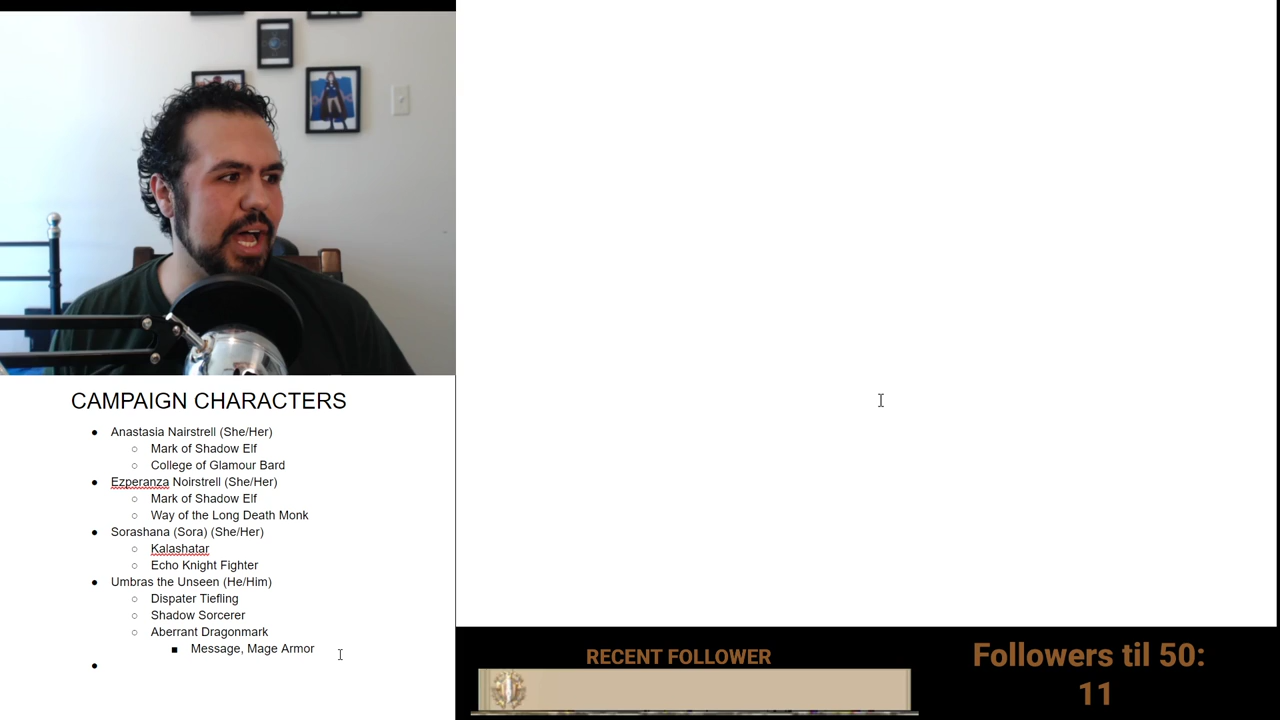 CAMPAIGN CHARACTERS
● Anastasia Nairstrell (She/Her)
○ Mark of Shadow Elf
○ College of Glamour Bard
● Ezperanza Noirstrell (She/Her)
○ Mark of Shadow Elf
○ Way of the Long Death Monk
● Sorashana (Sora) (She/Her)
○ Kalashatar
○ Echo Knight Fighter
● Umbras the Unseen (He/Him)
○ Dispater Tiefling
○ Shadow Sorcerer
○ Aberrant Dragonmark
■ Message, Mage Armor
●
RECENT FOLLOWER
Followers til 50:
11